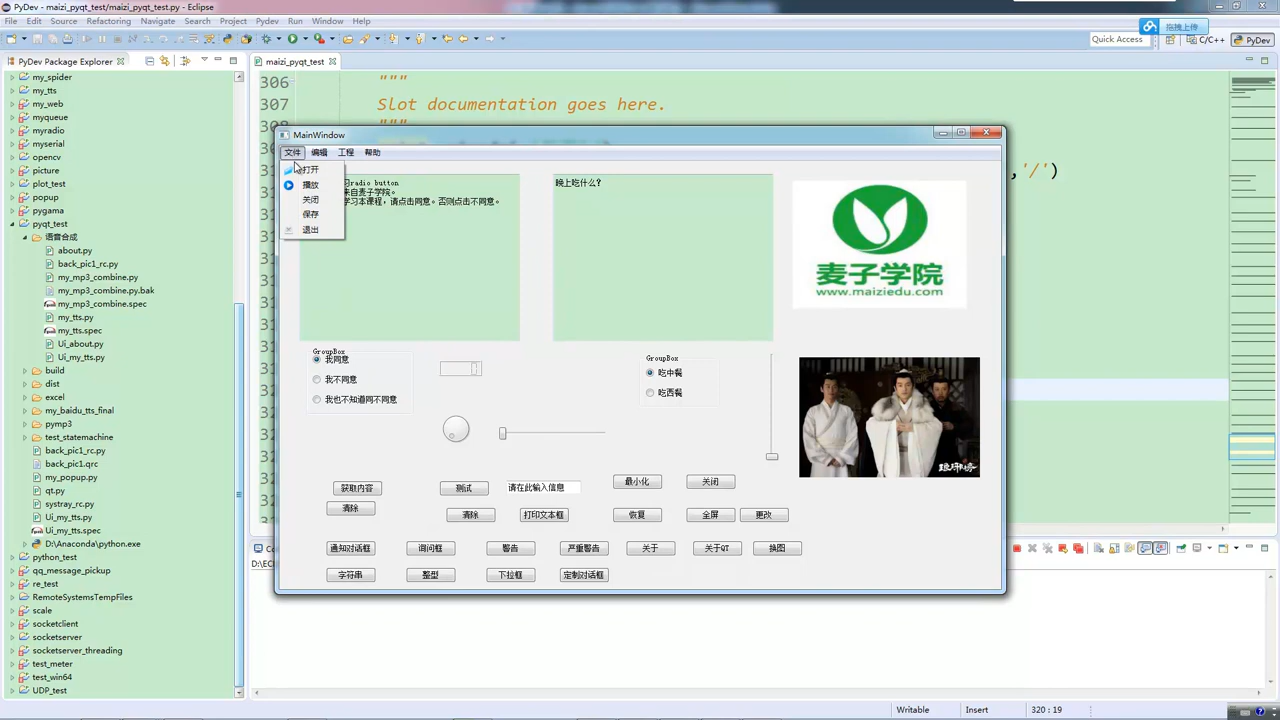 PyDev - maizi_pyqt_test/maizi_pyqt_test.py - Eclipse
File Edit Source Refactoring Navigate Search Project Pydev Run Window Help
拖拽上传
Quick Access
C/C++
PyDev
PyDev Package Explorer
maizi_pyqt_test
my_spider
my_tts
my_web
myqueue
myradio
myserial
opencv
picture
plot_test
popup
pygama
pyqt_test
语音合成
about.py
back_pic1_rc.py
my_mp3_combine.py
my_mp3_combine.py.bak
my_mp3_combine.spec
my_tts.py
my_tts.spec
Ui_about.py
Ui_my_tts.py
build
dist
excel
my_baidu_tts_final
pymp3
test_statemachine
back_pic1_rc.py
back_pic1.qrc
my_popup.py
qt.py
systray_rc.py
Ui_my_tts.py
Ui_my_tts.spec
D:\Anaconda\python.exe
python_test
qq_message_pickup
re_test
RemoteSystemsTempFiles
scale
socketclient
socketserver
socketserver_threading
test_meter
test_win64
UDP_test
306 """
307 Slot documentation goes here.
,'/')
MainWindow
文件 编辑 工程 帮助
打开
播放
关闭
保存
退出
radio button
来自麦子学院。
学习本课程，请点击同意。否则点击不同意。
晚上吃什么?
麦子学院
www.maiziedu.com
GroupBox
我同意
我不同意
我也不知道同不同意
GroupBox
吃中餐
吃西餐
琅琊榜
获取内容
清除
测试
请在此输入信息
最小化
关闭
清除
打印文本框
恢复
全屏
更改
通知对话框
询问框
警告
严重警告
关于
关于QT
换图
字符串
整型
下拉框
定制对话框
Writable
Insert
320 : 19